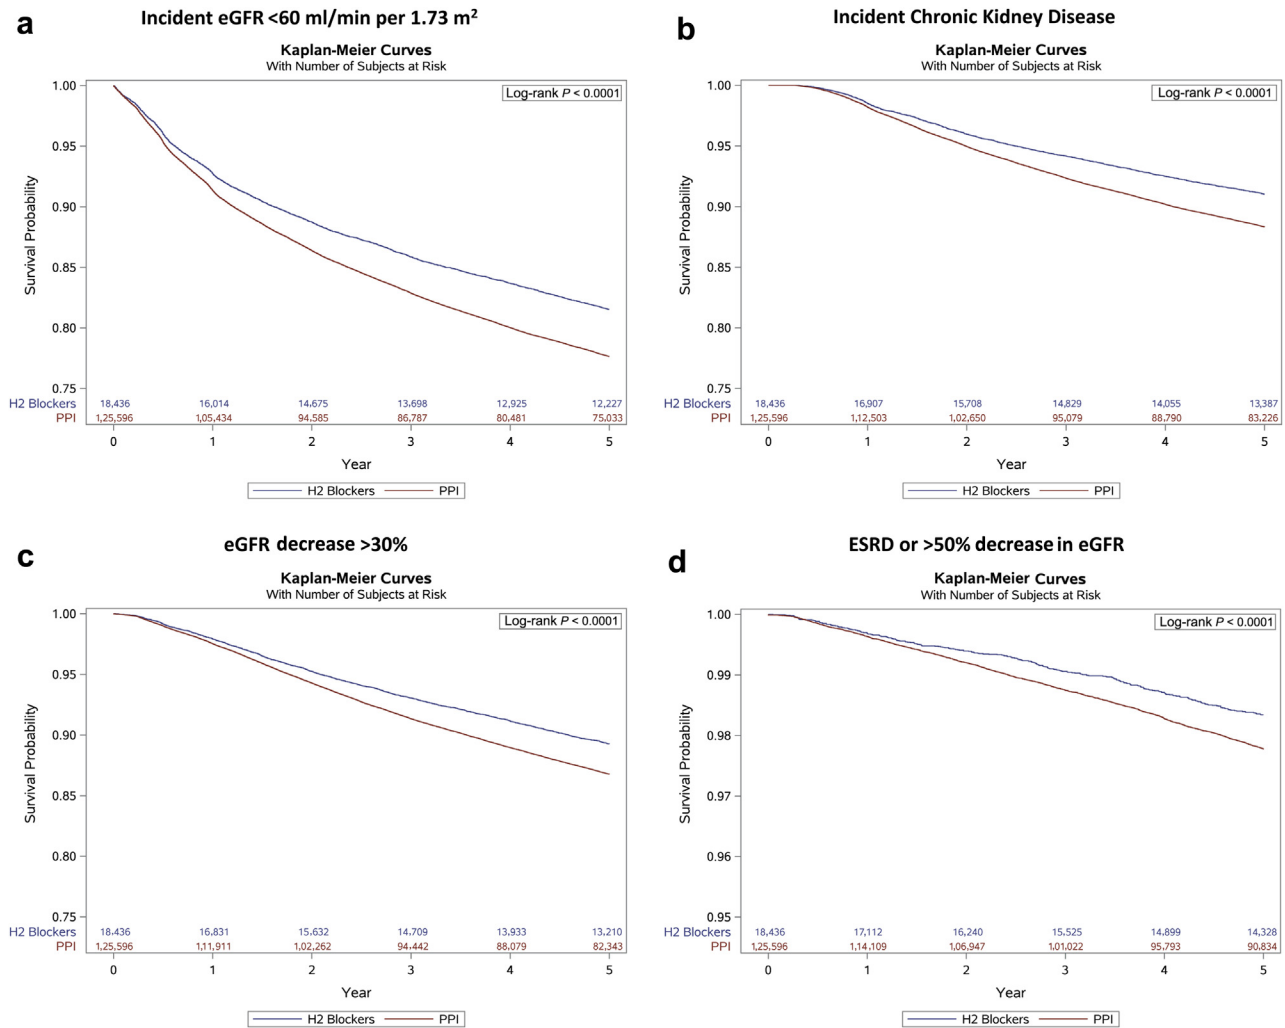 a
Incident eGFR <60 ml/min per 1.73 m²
Kaplan-Meier Curves
With Number of Subjects at Risk
Log-rank P < 0.0001
Survival Probability
1.00
0.95
0.90
0.85
0.80
0.75
H2 Blockers 18,436 16,014 14,675 13,698 12,925 12,227
PPI 1,25,596 1,05,434 94,585 86,787 80,481 75,033
0 1 2 3 4 5
Year
H2 Blockers PPI
b
Incident Chronic Kidney Disease
Kaplan-Meier Curves
With Number of Subjects at Risk
Log-rank P < 0.0001
Survival Probability
1.00
0.95
0.90
0.85
0.80
0.75
H2 Blockers 18,436 16,907 15,708 14,829 14,055 13,387
PPI 1,25,596 1,12,503 1,02,650 95,079 88,790 83,226
0 1 2 3 4 5
Year
H2 Blockers PPI
c
eGFR decrease >30%
Kaplan-Meier Curves
With Number of Subjects at Risk
Log-rank P < 0.0001
Survival Probability
1.00
0.95
0.90
0.85
0.80
0.75
H2 Blockers 18,436 16,831 15,632 14,709 13,933 13,210
PPI 1,25,596 1,11,911 1,02,262 94,442 88,079 82,343
0 1 2 3 4 5
Year
H2 Blockers PPI
d
ESRD or >50% decrease in eGFR
Kaplan-Meier Curves
With Number of Subjects at Risk
Log-rank P < 0.0001
Survival Probability
1.00
0.99
0.98
0.97
0.96
0.95
H2 Blockers 18,436 17,112 16,240 15,525 14,899 14,328
PPI 1,25,596 1,14,109 1,06,947 1,01,022 95,793 90,834
0 1 2 3 4 5
Year
H2 Blockers PPI